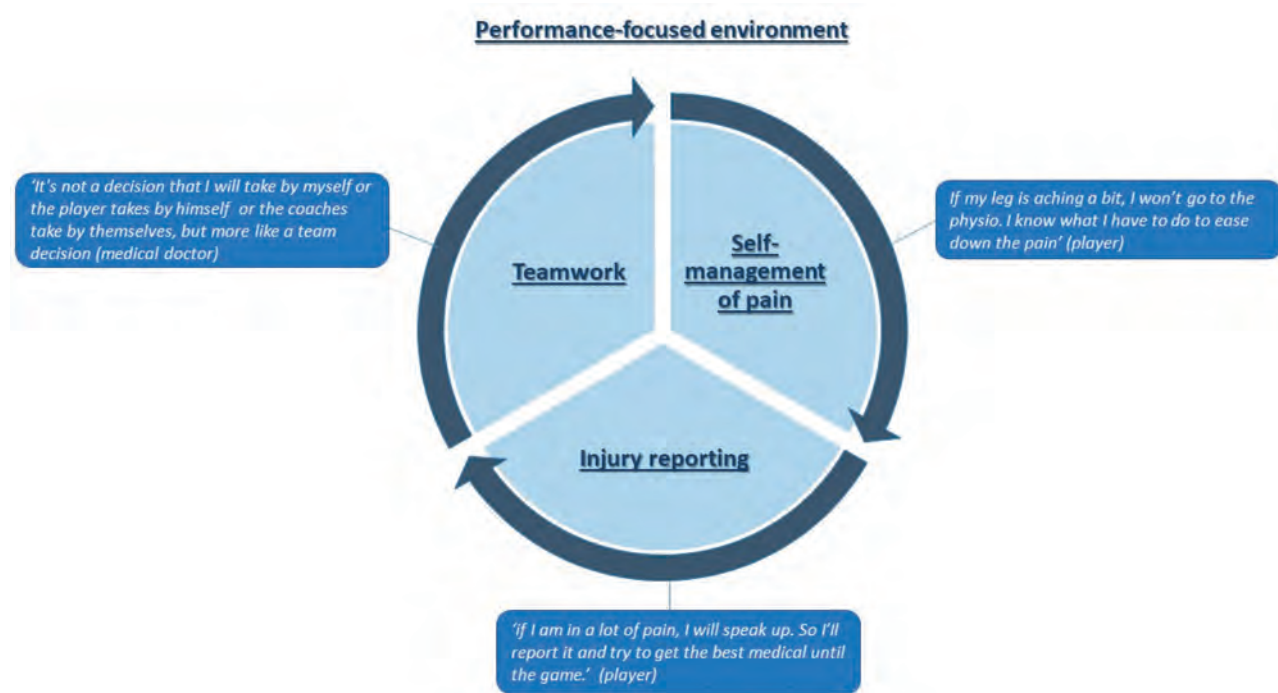 Performance-focused environment
'It's not a decision that I will take by myself or
the player takes by himself or the coaches
take by themselves, but more like a team
decision (medical doctor)
If my leg is aching a bit, I won't go to the
physio. I know what I have to do to ease
down the pain' (player)
Teamwork
Self-
management
of pain
Injury reporting
'if I am in a lot of pain, I will speak up. So I'll
report it and try to get the best medical until
the game.' (player)